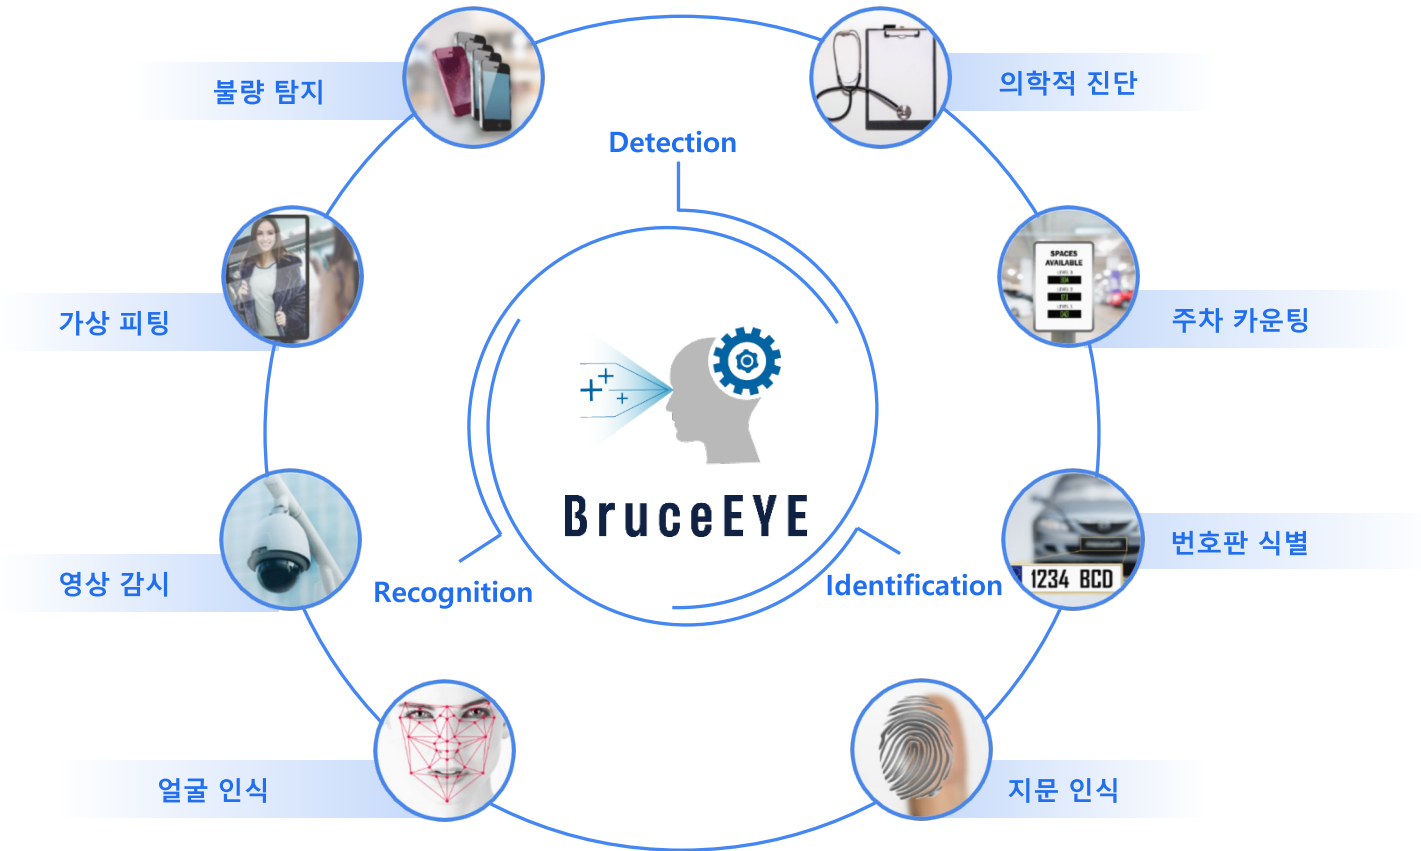 불량 탐지
의학적 진단
Detection
가상 피팅
SPACES
AVAILABLE
주차 카운팅
BruceEYE
영상 감시
Recognition
Identification
번호판 식별
1234 BCD
얼굴 인식
지문 인식